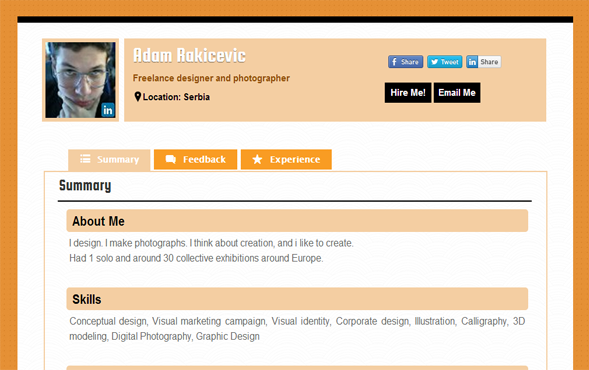 Adam Rakicevic
Freelance designer and photographer
Location: Serbia
in
f Share
Tweet
in Share
Hire Me!
Email Me
Summary
Feedback
Experience
Summary
About Me
I design. I make photographs. I think about creation, and i like to create.
Had 1 solo and around 30 collective exhibitions around Europe.
Skills
Conceptual design, Visual marketing campaign, Visual identity, Corporate design, Illustration, Calligraphy, 3D
modeling, Digital Photography, Graphic Design